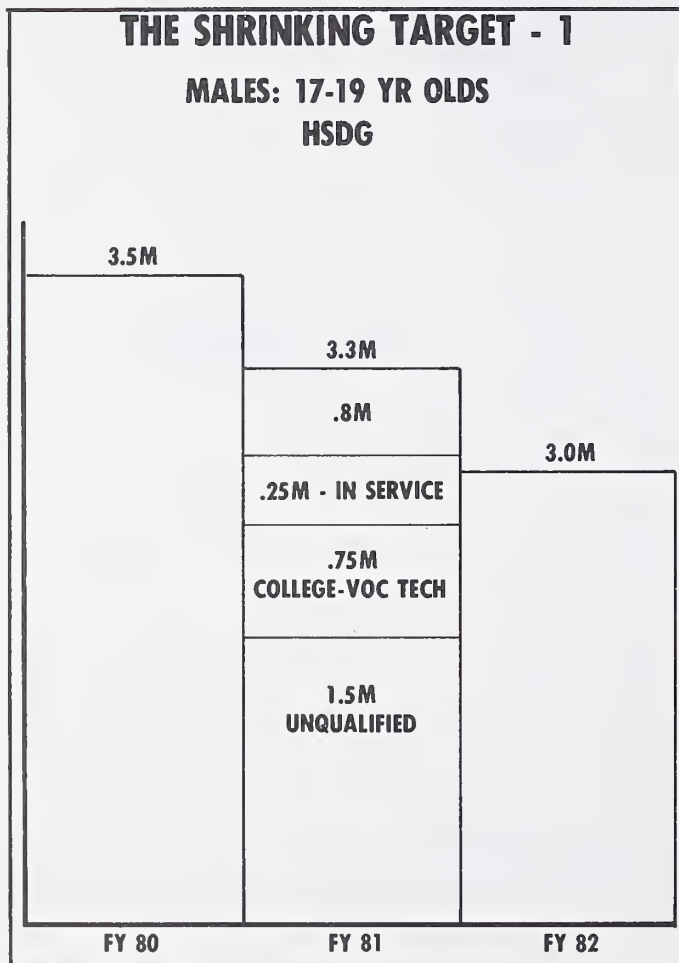 THE SHRINKING TARGET - 1
MALES: 17-19 YR OLDS
HSDG
3.5M
3.3M
.8M
3.0M
.25M - IN SERVICE
.75M
COLLEGE-VOC TECH
1.5M
UNQUALIFIED
FY 80
FY 81
FY 82